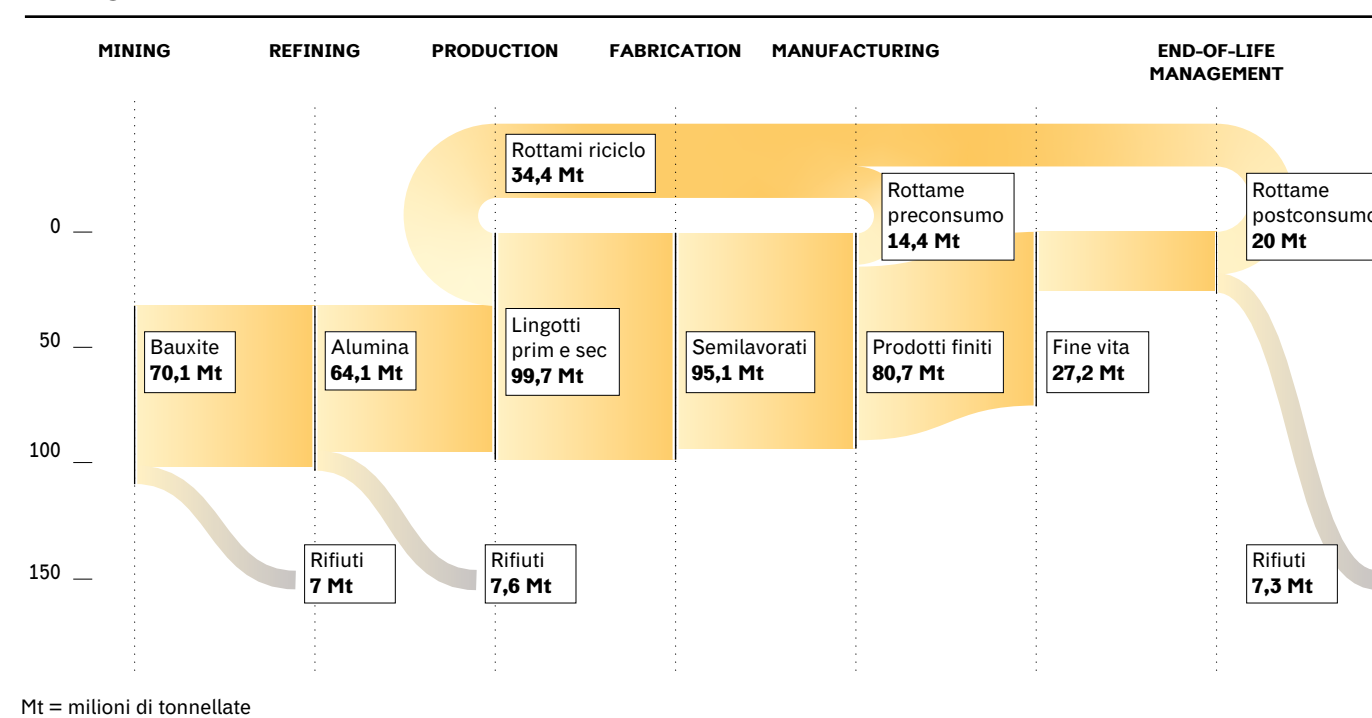 MINING
REFINING
PRODUCTION
FABRICATION
MANUFACTURING
END-OF-LIFE
MANAGEMENT
Rottami riciclo
34,4 Mt
Rottame
preconsumo
14,4 Mt
Rottame
postconsumo
20 Mt
0
50
100
150
Bauxite
70,1 Mt
Alumina
64,1 Mt
Lingotti
prim e sec
99,7 Mt
Semilavorati
95,1 Mt
Prodotti finiti
80,7 Mt
Fine vita
27,2 Mt
Rifiuti
7 Mt
Rifiuti
7,6 Mt
Rifiuti
7,3 Mt
Mt = milioni di tonnellate